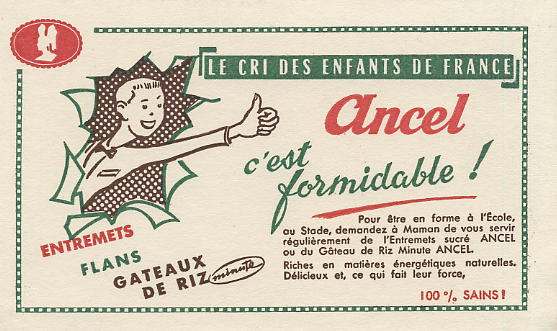 LE CRI DES ENFANTS DE FRANCE
Ancel
c'est
formidable !
ENTREMETS
FLANS
GATEAUX
DE RIZ minute
Pour être en forme à l'École,
au Stade, demandez à Maman de vous servir
régulièrement de l'Entremets sucré ANCEL
ou du Gâteau de Riz Minute ANCEL.
Riches en matières énergétiques naturelles.
Délicieux et, ce qui fait leur force,
100 % SAINS !